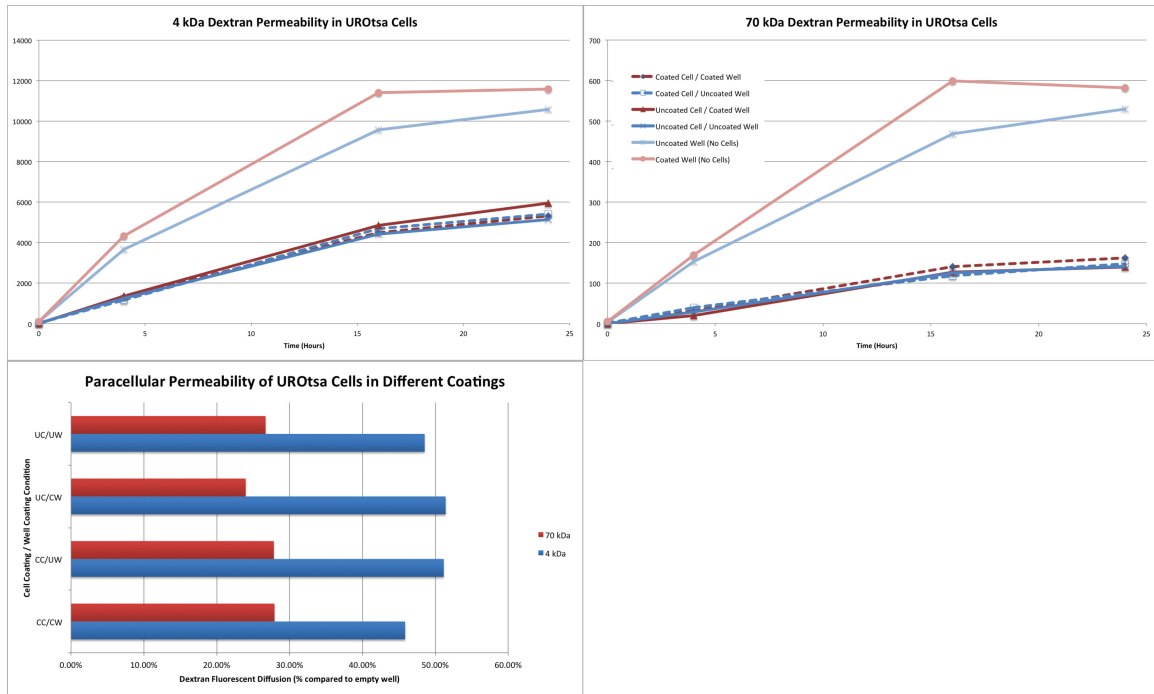 4 kDa Dextran Permeability in UROtsa Cells
14000
12000
10000
8000
6000
4000
2000
0
0 5 10 15 20 25
Time (Hours)
70 kDa Dextran Permeability in UROtsa Cells
700
600
500
400
300
200
100
0
Coated Cell / Coated Well
Coated Cell / Uncoated Well
Uncoated Cell / Coated Well
Uncoated Cell / Uncoated Well
Uncoated Well (No Cells)
Coated Well (No Cells)
0 5 10 15 20 25
Time (Hours)
Paracellular Permeability of UROtsa Cells in Different Coatings
Cell Coating / Well Coating Condition
UC/UW
UC/CW
CC/UW
CC/CW
70 kDa
4 kDa
0.00% 10.00% 20.00% 30.00% 40.00% 50.00% 60.00%
Dextran Fluorescent Diffusion (% compared to empty well)